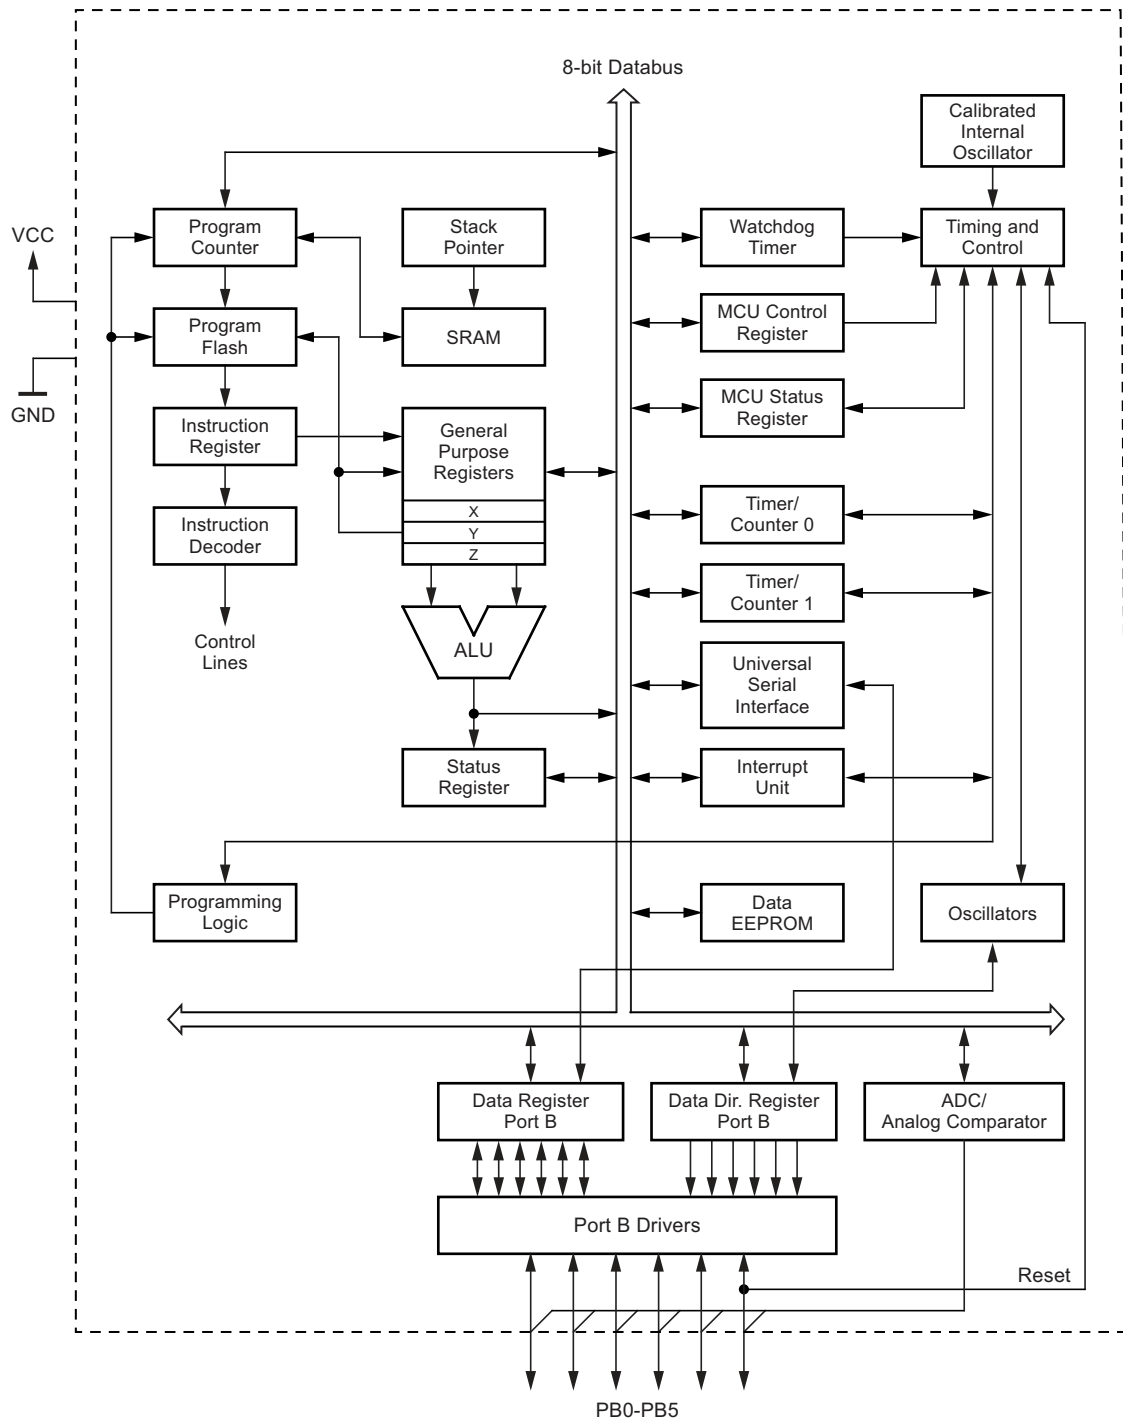 8-bit Databus
Calibrated
Internal
Oscillator
VCC
Program
Counter
Stack
Pointer
Watchdog
Timer
Timing and
Control
Program
Flash
SRAM
MCU Control
Register
GND
Instruction
Register
General
Purpose
Registers
X
Y
Z
MCU Status
Register
Instruction
Decoder
Timer/
Counter 0
Control
Lines
ALU
Timer/
Counter 1
Universal
Serial
Interface
Status
Register
Interrupt
Unit
Programming
Logic
Data
EEPROM
Oscillators
Data Register
Port B
Data Dir. Register
Port B
ADC/
Analog Comparator
Port B Drivers
Reset
PB0-PB5